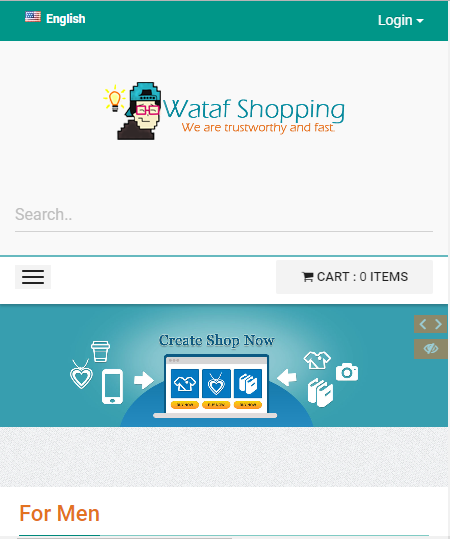 English
Login
Wataf Shopping
We are trustworthy and fast.
Search..
CART : 0 ITEMS
Create Shop Now
For Men